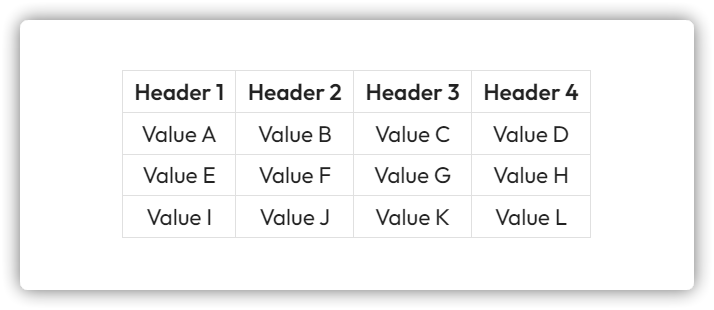 Header 1 Header 2 Header 3 Header 4
Value A Value B Value C Value D
Value E Value F Value G Value H
Value I Value J Value K Value L